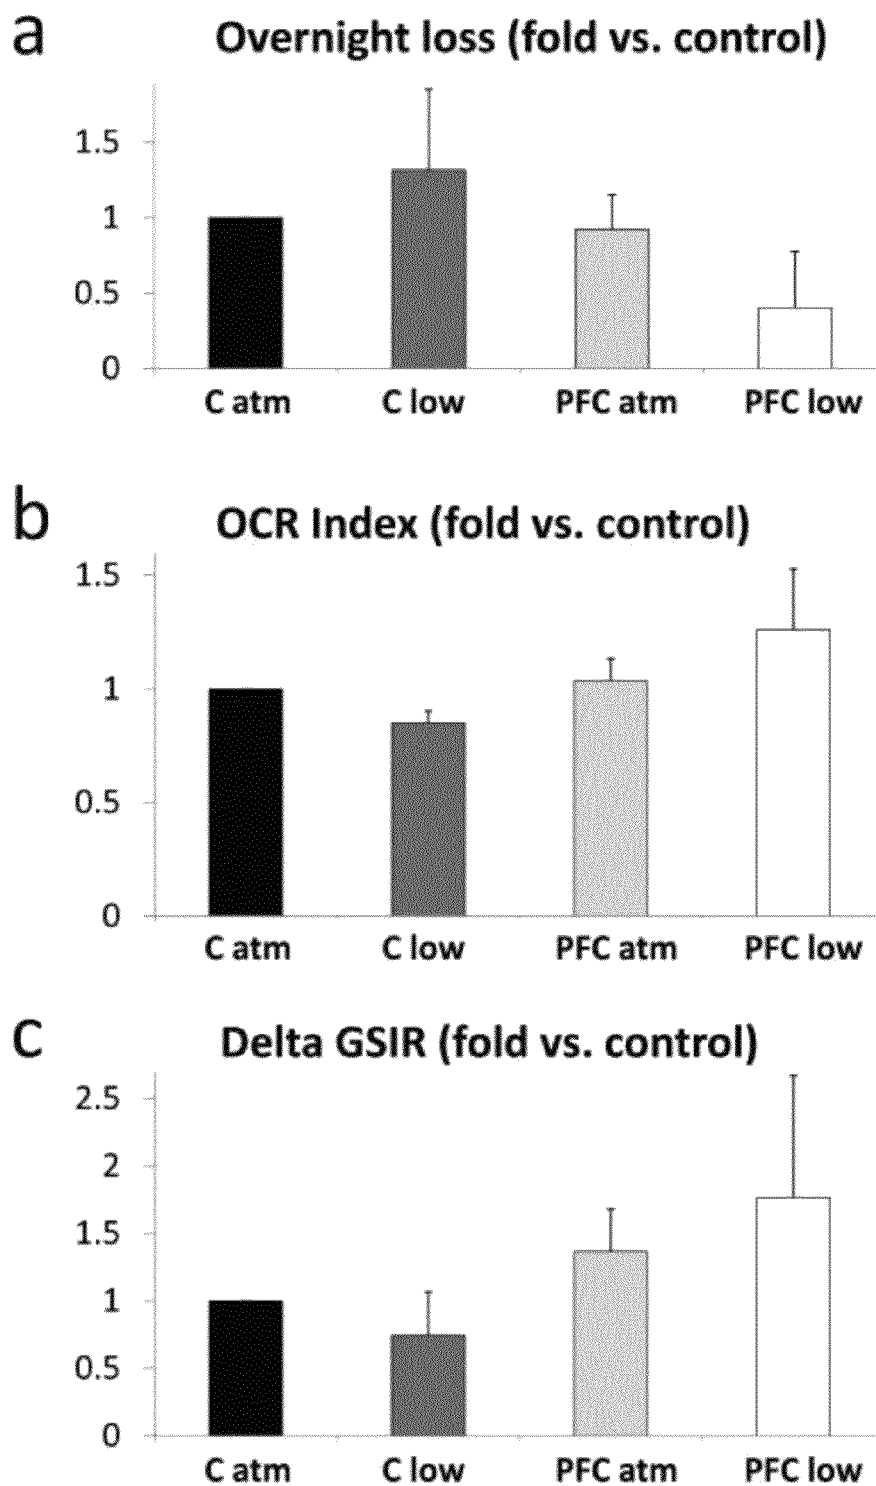 a
Overnight loss (fold vs. control)
1.5
1
0.5
0
C atm C low PFC atm PFC low
b
OCR Index (fold vs. control)
1.5
1
0.5
0
C atm C low PFC atm PFC low
c
Delta GSIR (fold vs. control)
2.5
2
1.5
1
0.5
0
C atm C low PFC atm PFC low